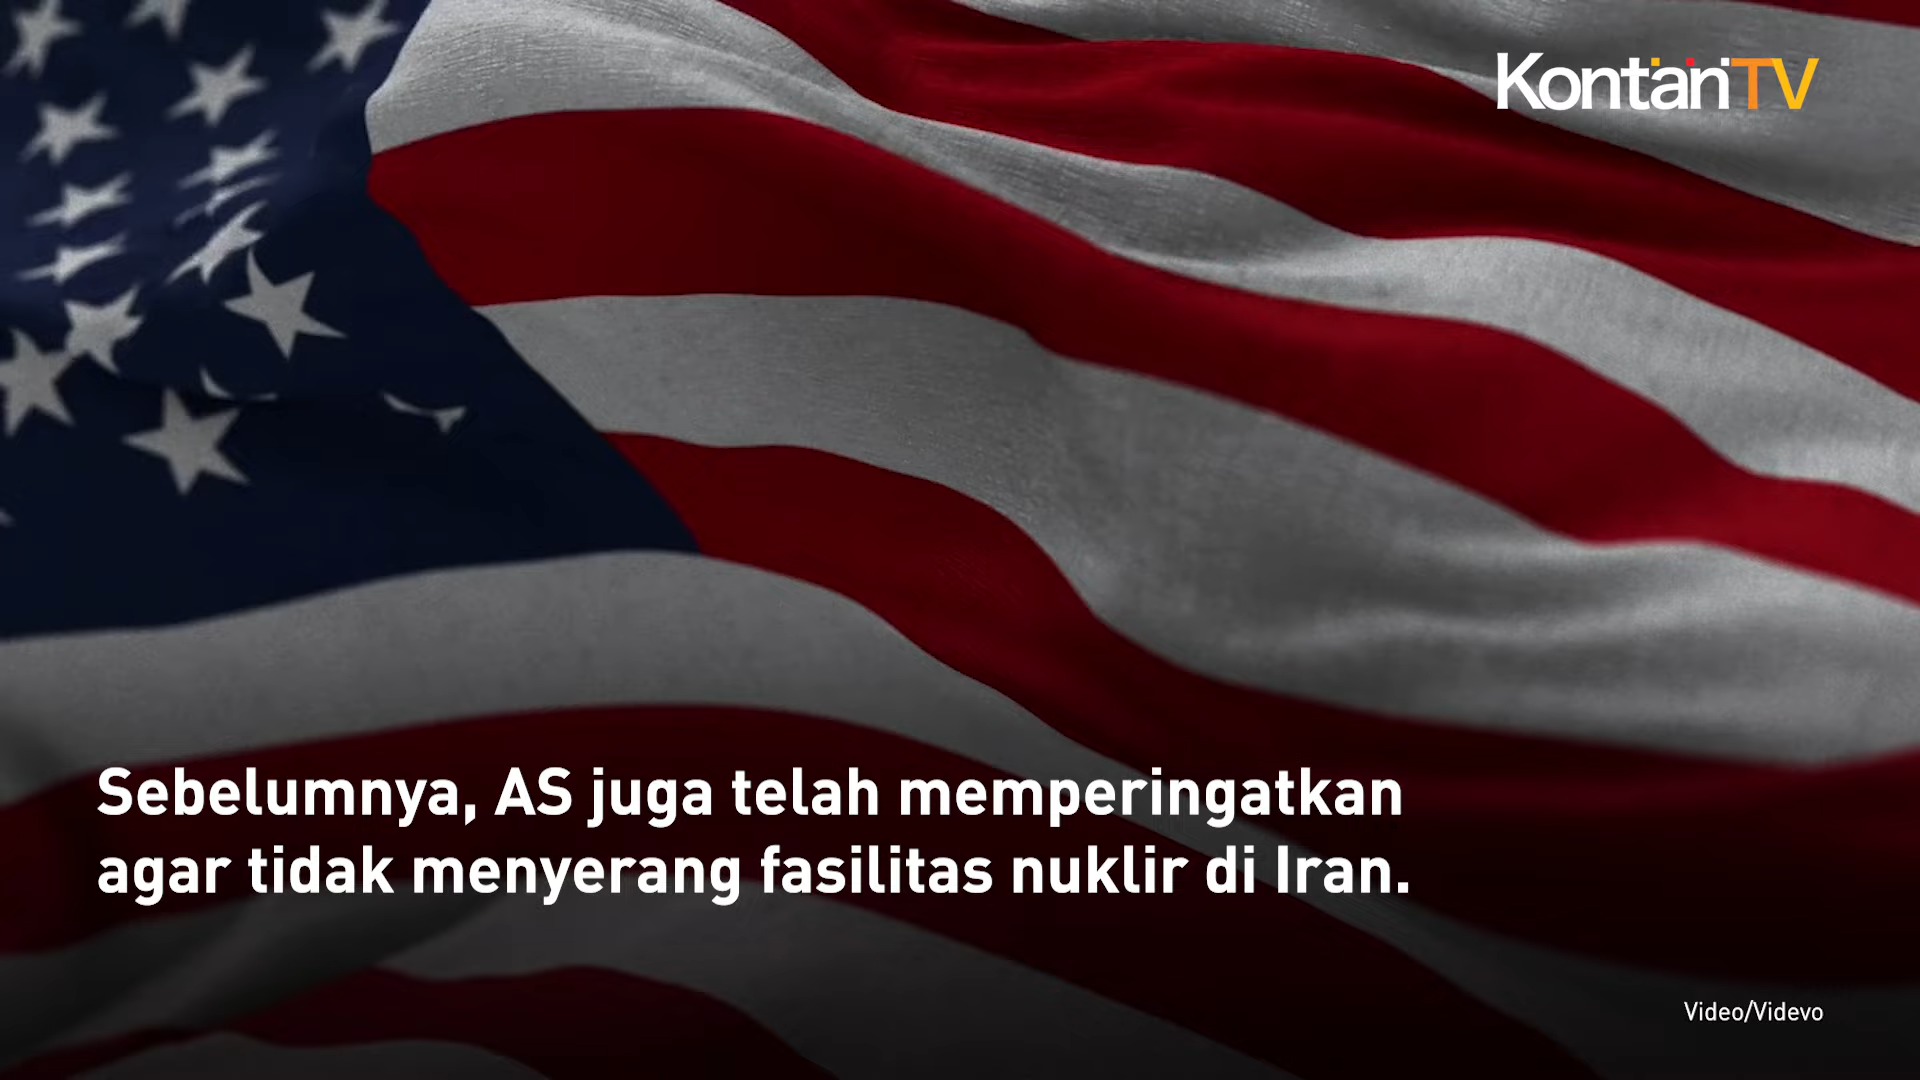 KontanTV
Sebelumnya, AS juga telah memperingatkan
agar tidak menyerang fasilitas nuklir di Iran.
Video/Videvo